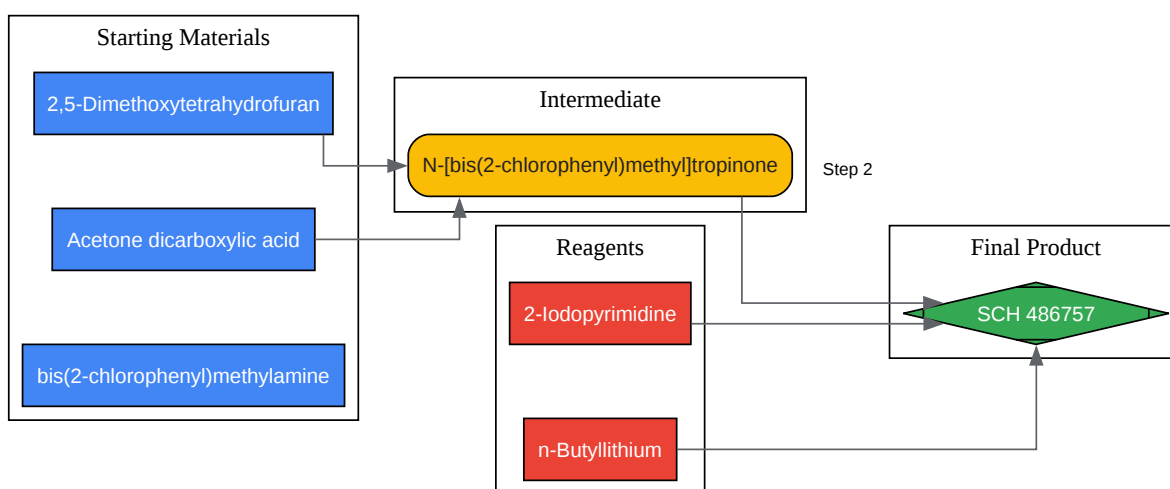 Starting Materials
2,5-Dimethoxytetrahydrofuran
Acetone dicarboxylic acid
bis(2-chlorophenyl)methylamine
Intermediate
N-[bis(2-chlorophenyl)methyl]tropinone
Step 2
Reagents
2-Iodopyrimidine
n-Butyllithium
Final Product
SCH 486757